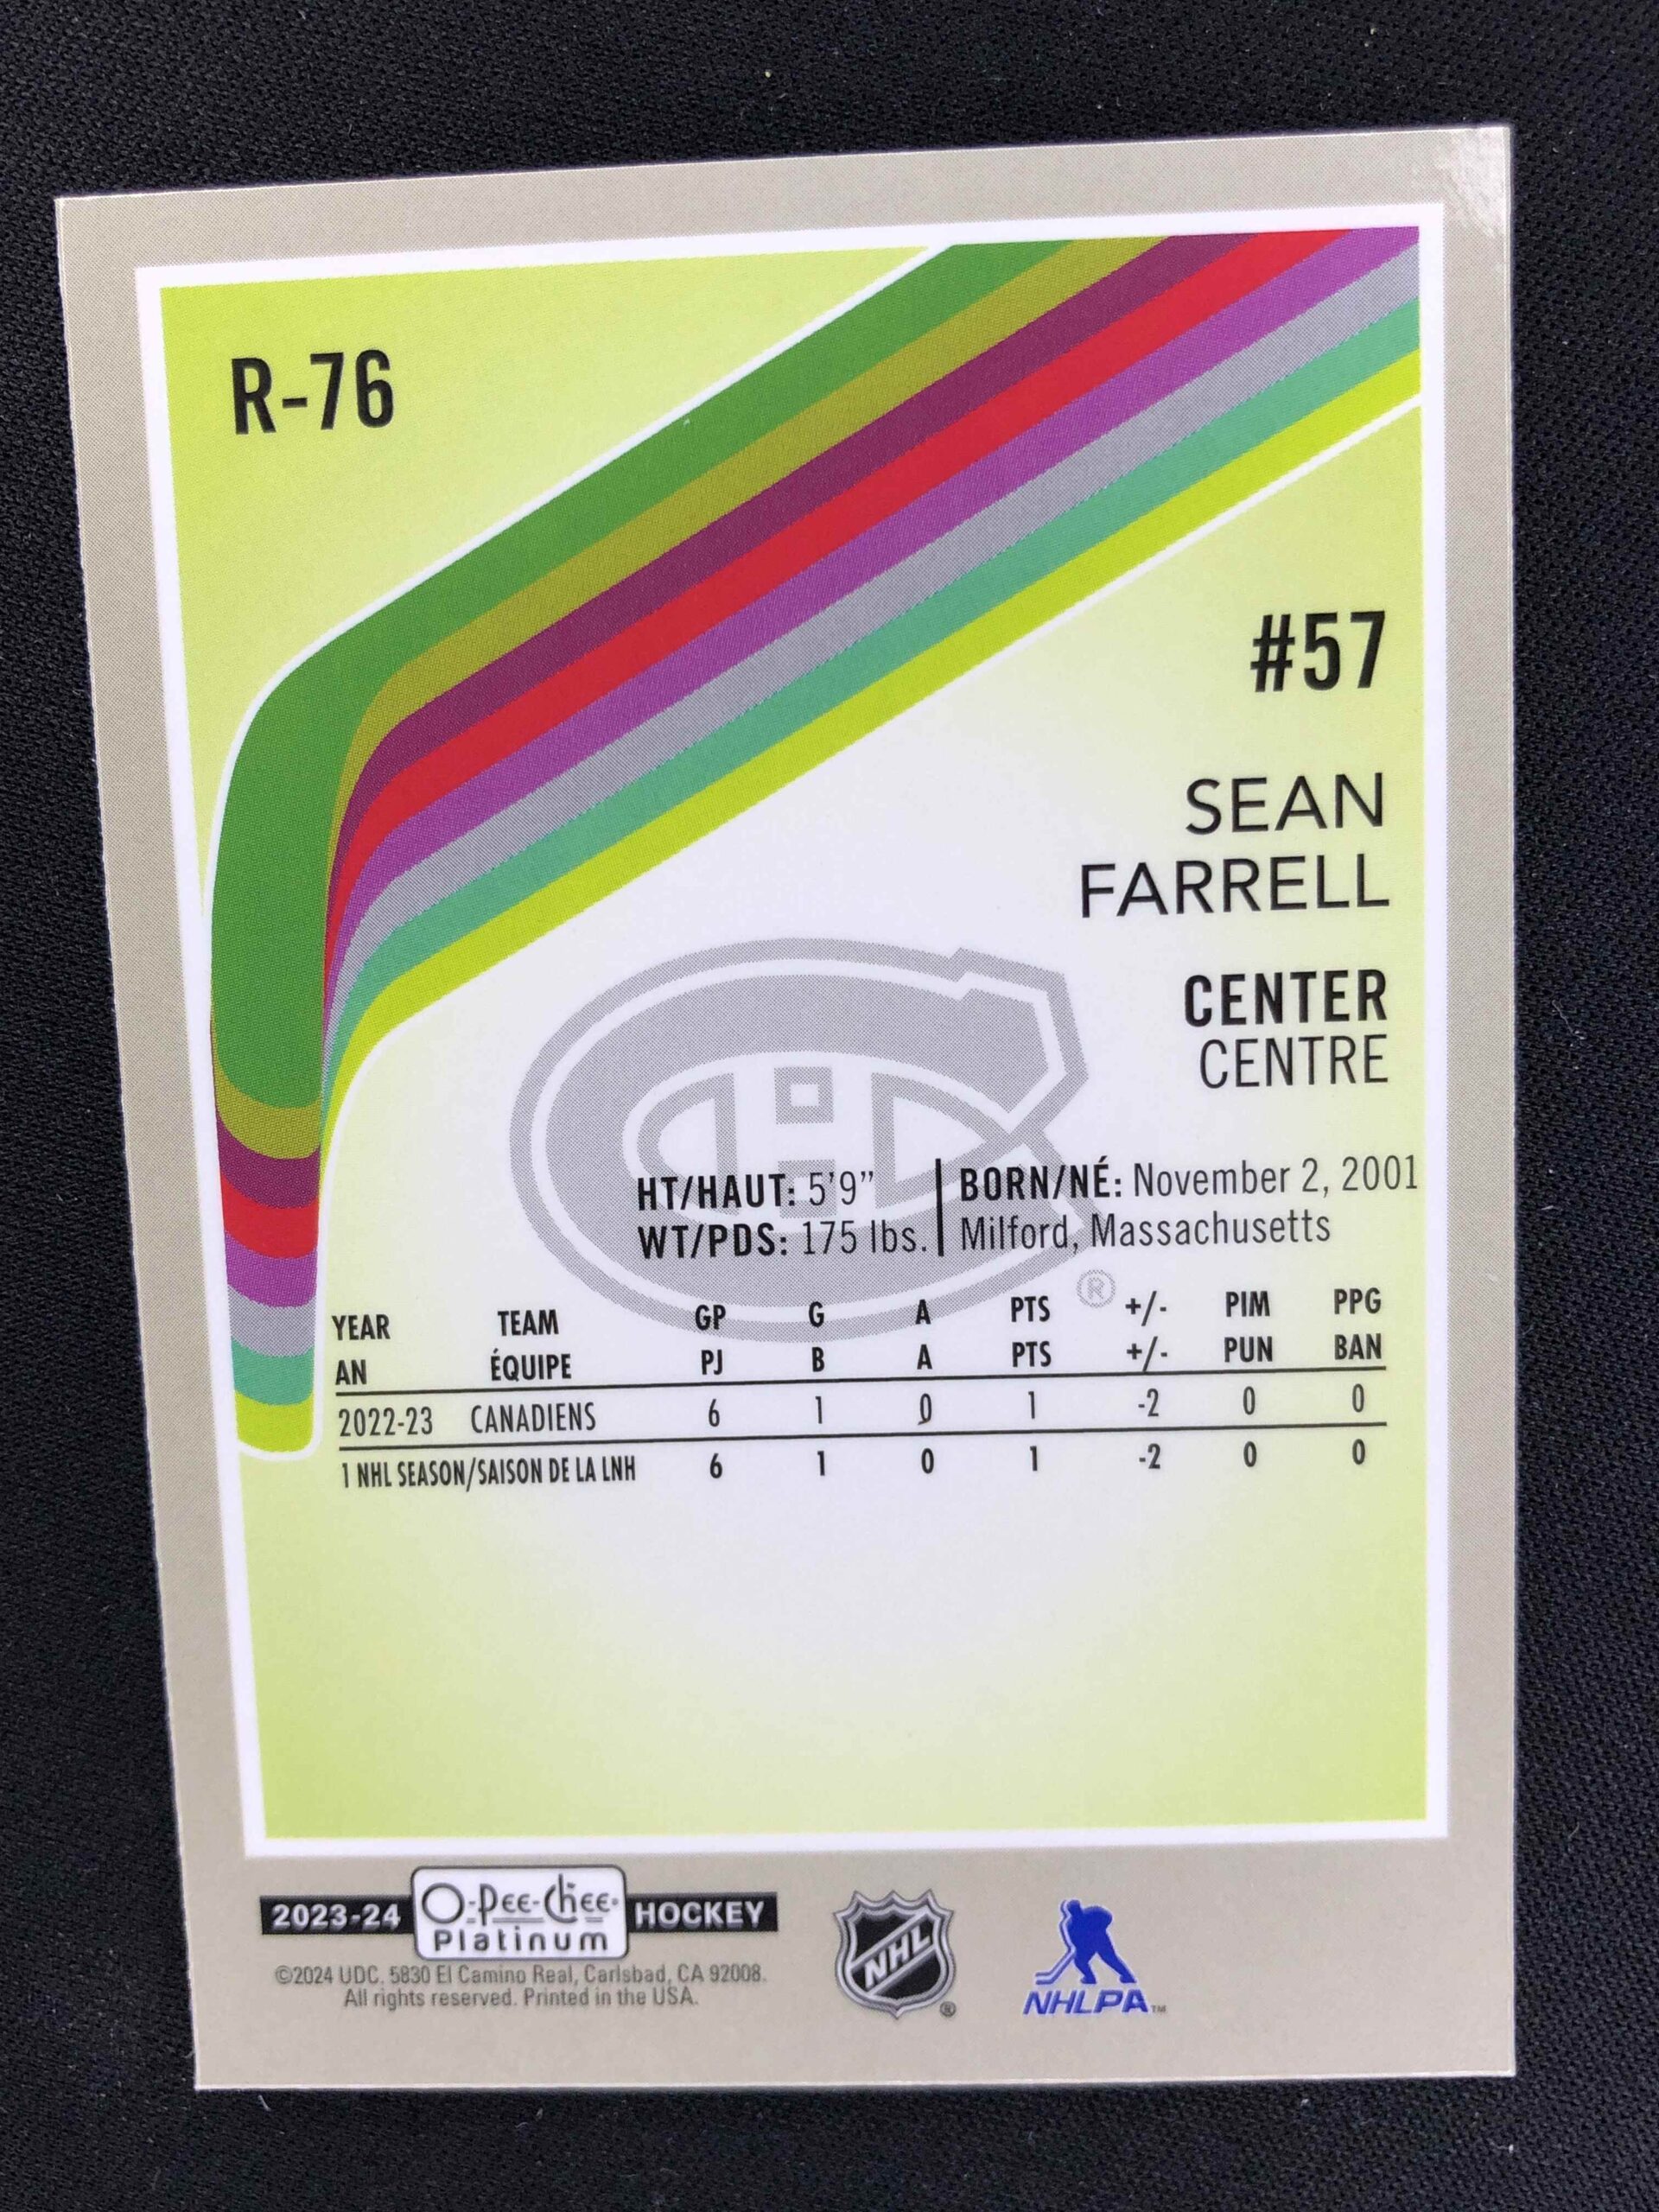 R-76
#57
SEAN
FARRELL
CENTER
CENTRE
HT/HAUT: 5'9"
WT/PDS: 175 lbs.
BORN/NÉ: November 2, 2001
Milford, Massachusetts
®
YEAR TEAM GP G A PTS +/- PIM PPG
AN ÉQUIPE PJ B A PTS +/- PUN BAN
2022-23 CANADIENS 6 1 0 1 -2 0 0
1 NHL SEASON/SAISON DE LA LNH 6 1 0 1 -2 0 0
2023-24 O-Pee-Chee Platinum HOCKEY
©2024 UDC. 5830 El Camino Real, Carlsbad, CA 92008.
All rights reserved. Printed in the USA.
NHL ®
NHLPA™